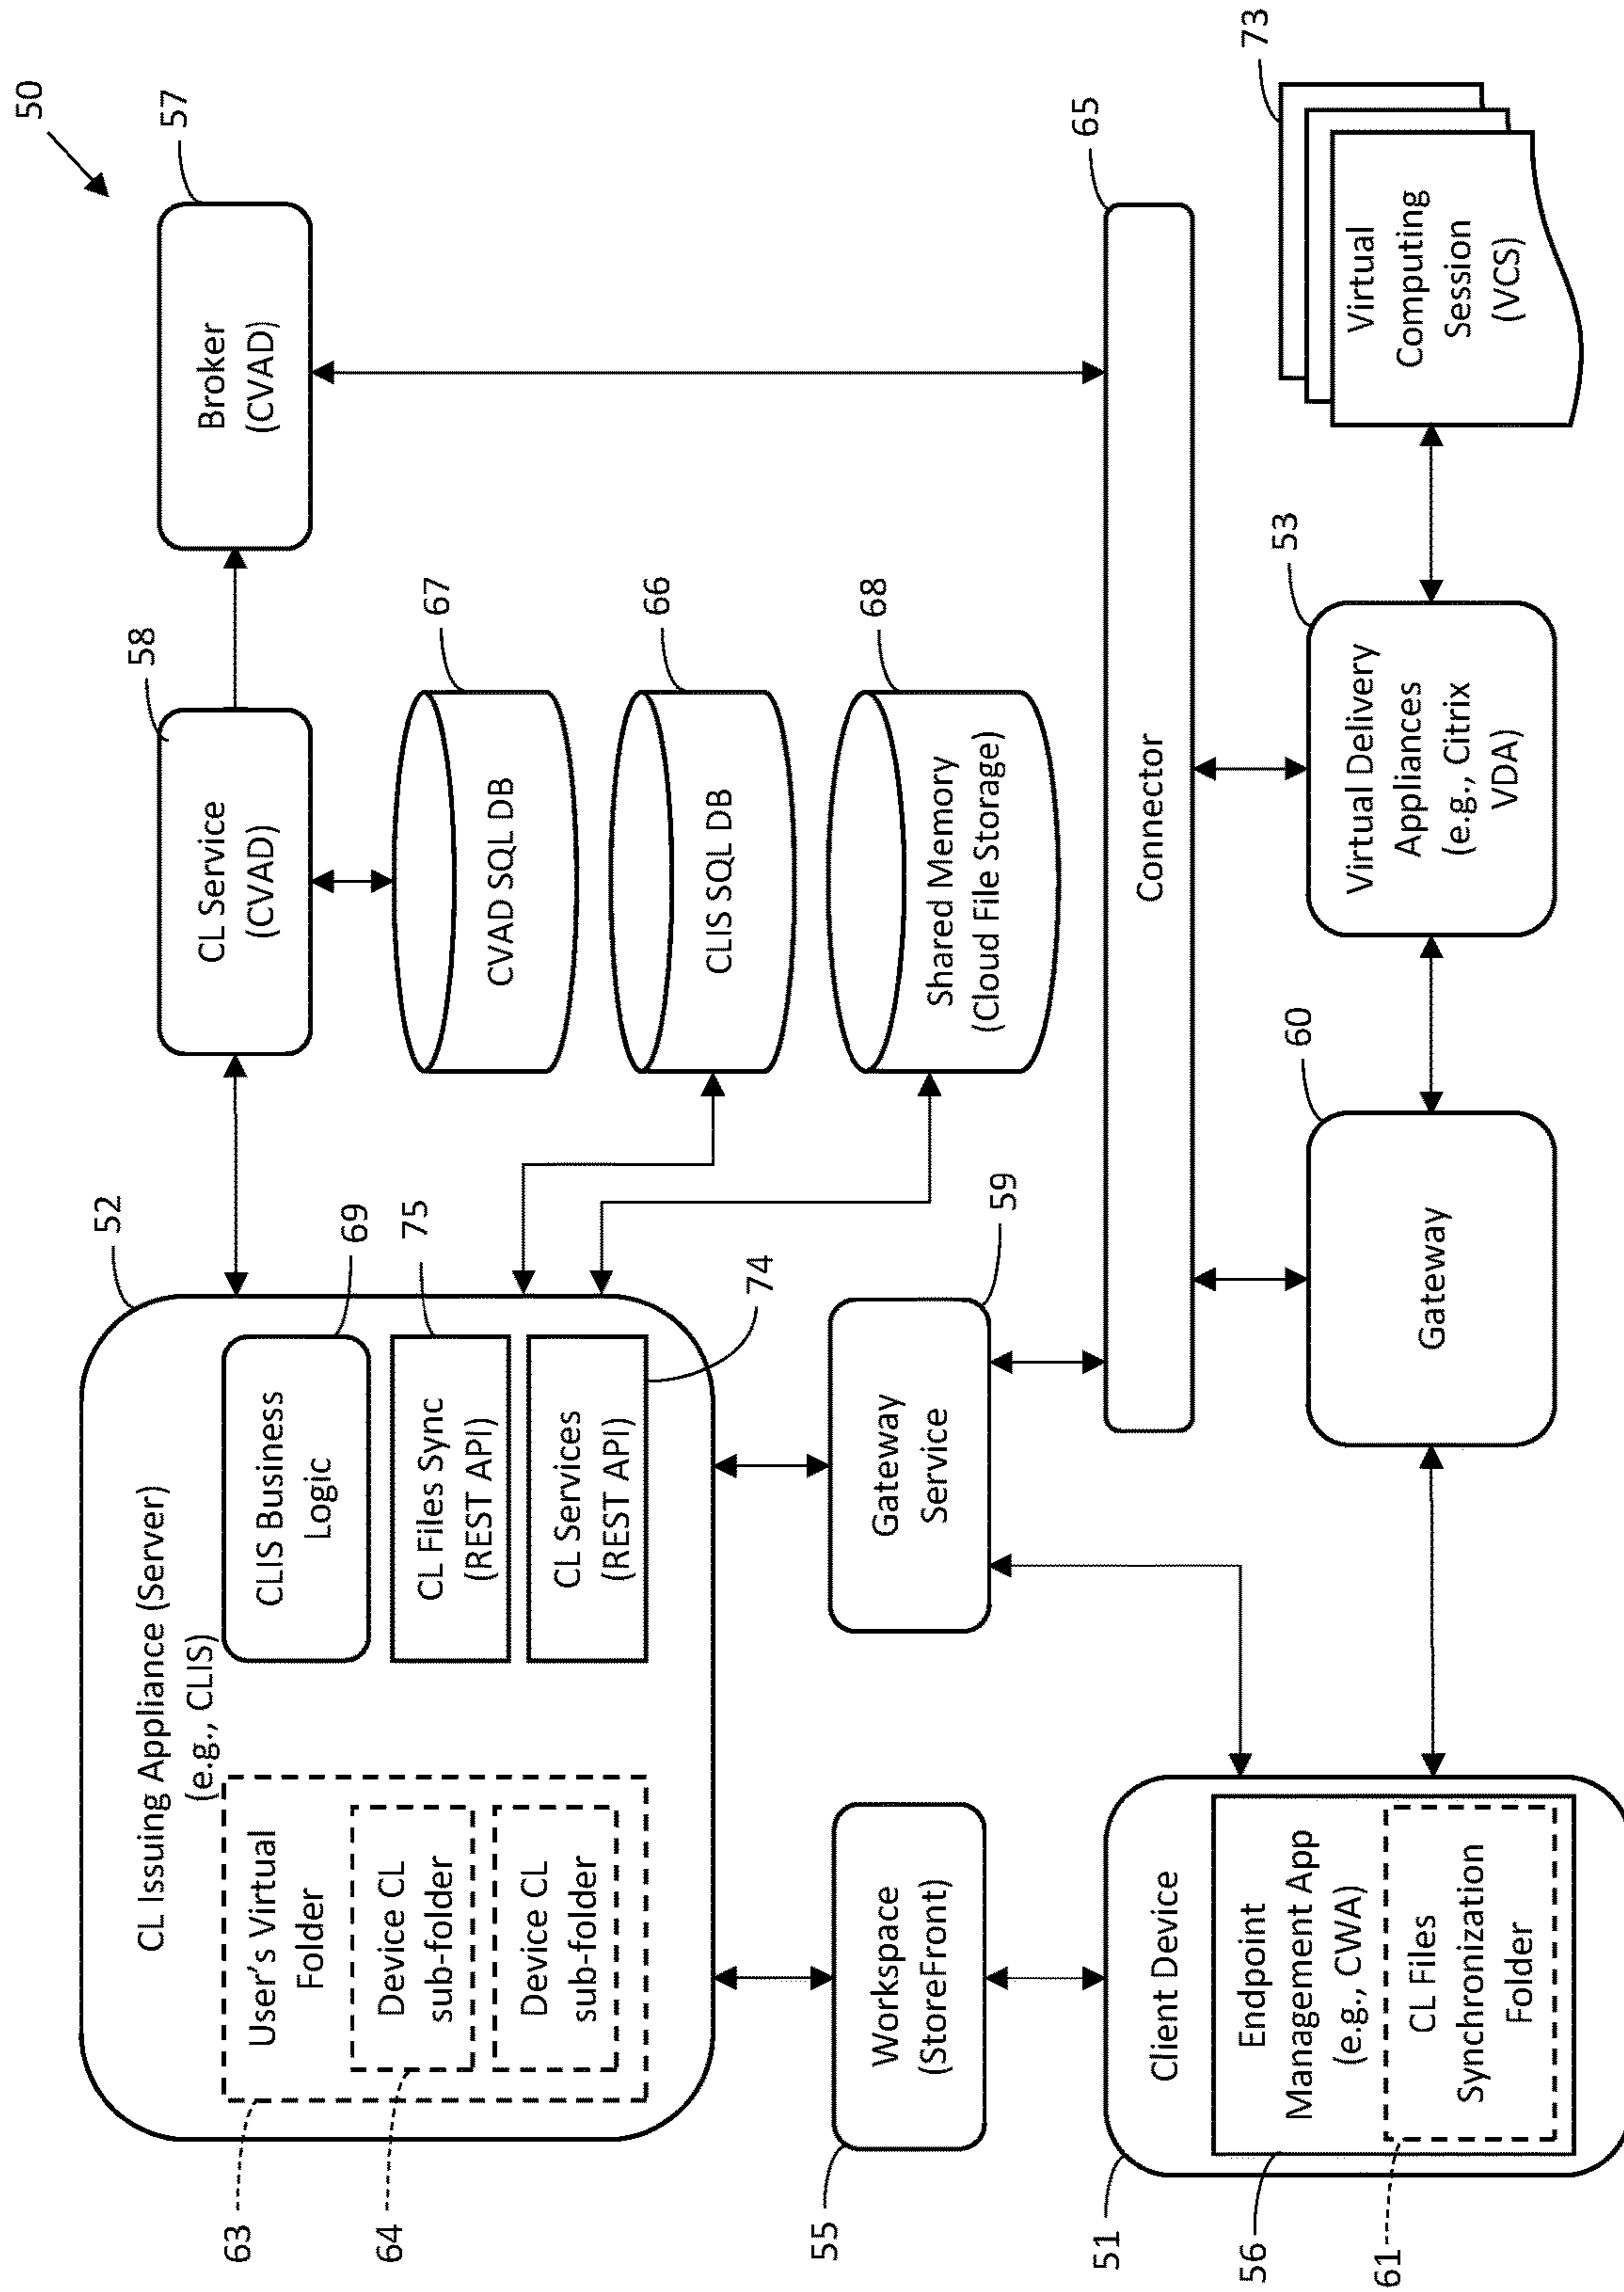 50
CL Issuing Appliance (Server)
(e.g., CLIS)
52
63
User's Virtual
Folder
64
Device CL
sub-folder
Device CL
sub-folder
CLIS Business
Logic
69
CL Files Sync
(REST API)
75
CL Services
(REST API)
74
CL Service
(CVAD)
58
Broker
(CVAD)
57
CVAD SQL DB
67
CLIS SQL DB
66
Shared Memory
(Cloud File Storage)
68
Workspace
(StoreFront)
55
Gateway
Service
59
Connector
65
Client Device
51
Endpoint
Management App
(e.g., CWA)
56
CL Files
Synchronization
Folder
61
Gateway
60
Virtual Delivery
Appliances
(e.g., Citrix
VDA)
53
Virtual
Computing
Session
(VCS)
73